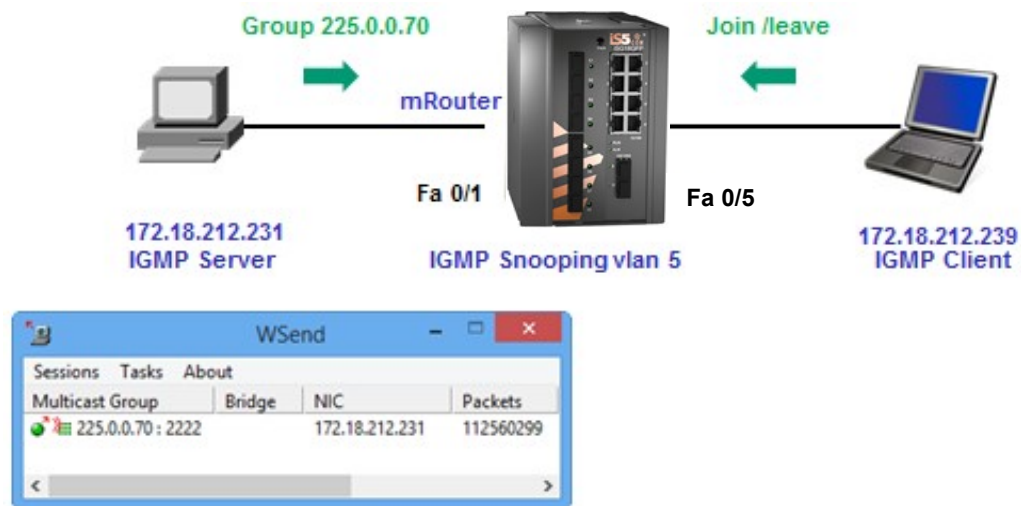 Group 225.0.0.70
Join /leave
iS5
mRouter
Fa 0/1
Fa 0/5
172.18.212.231
IGMP Server
IGMP Snooping vlan 5
172.18.212.239
IGMP Client
WSend
Sessions Tasks About
Multicast Group Bridge NIC Packets
225.0.0.70 : 2222 172.18.212.231 112560299